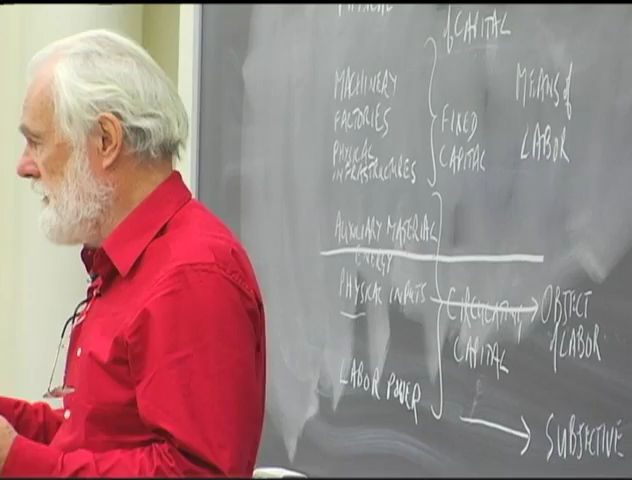 PHYSICAL
of CAPITAL
MACHINERY
FACTORIES
PHYSICAL
INFRASTRUCTURES
FIXED
CAPITAL
MEANS of
LABOR
AUXILIARY MATERIAL
ENERGY
PHYSICAL INPUTS
CIRCULATING
CAPITAL
OBJECT
of LABOR
LABOR POWER
SUBJECTIVE